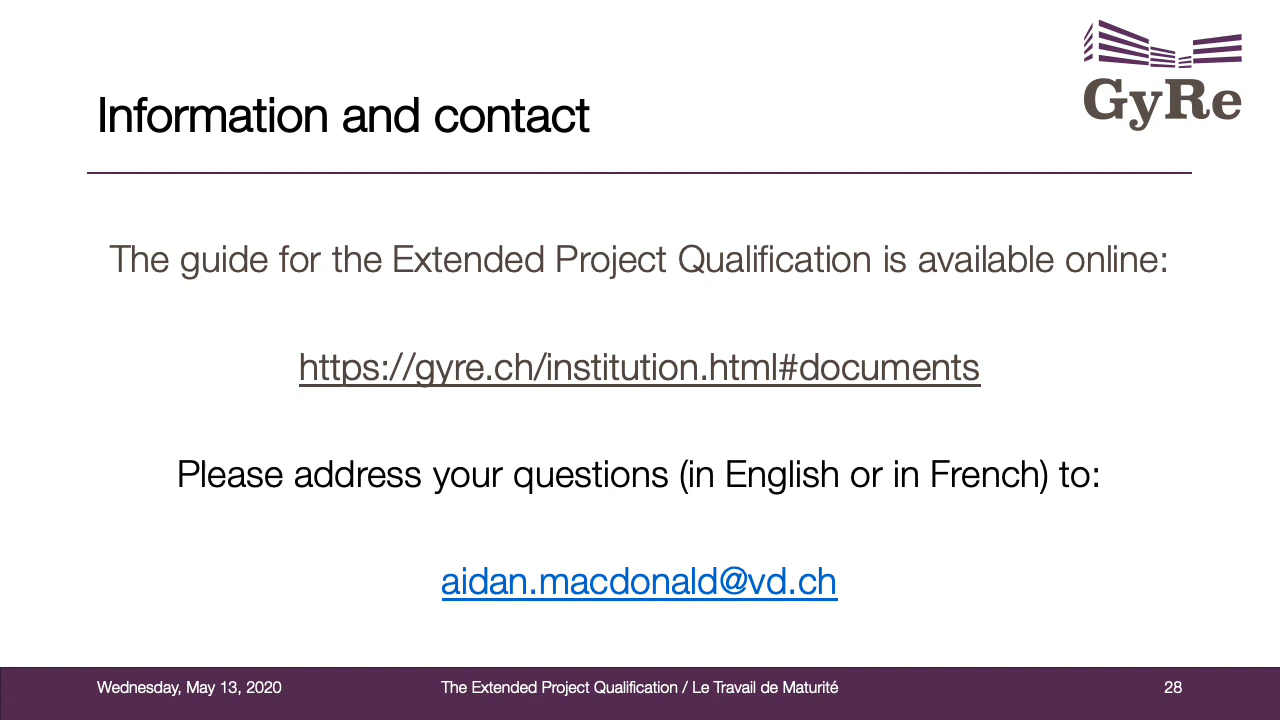 GyRe
Information and contact
The guide for the Extended Project Qualification is available online:
https://gyre.ch/institution.html#documents
Please address your questions (in English or in French) to:
aidan.macdonald@vd.ch
Wednesday, May 13, 2020
The Extended Project Qualification / Le Travail de Maturité
28